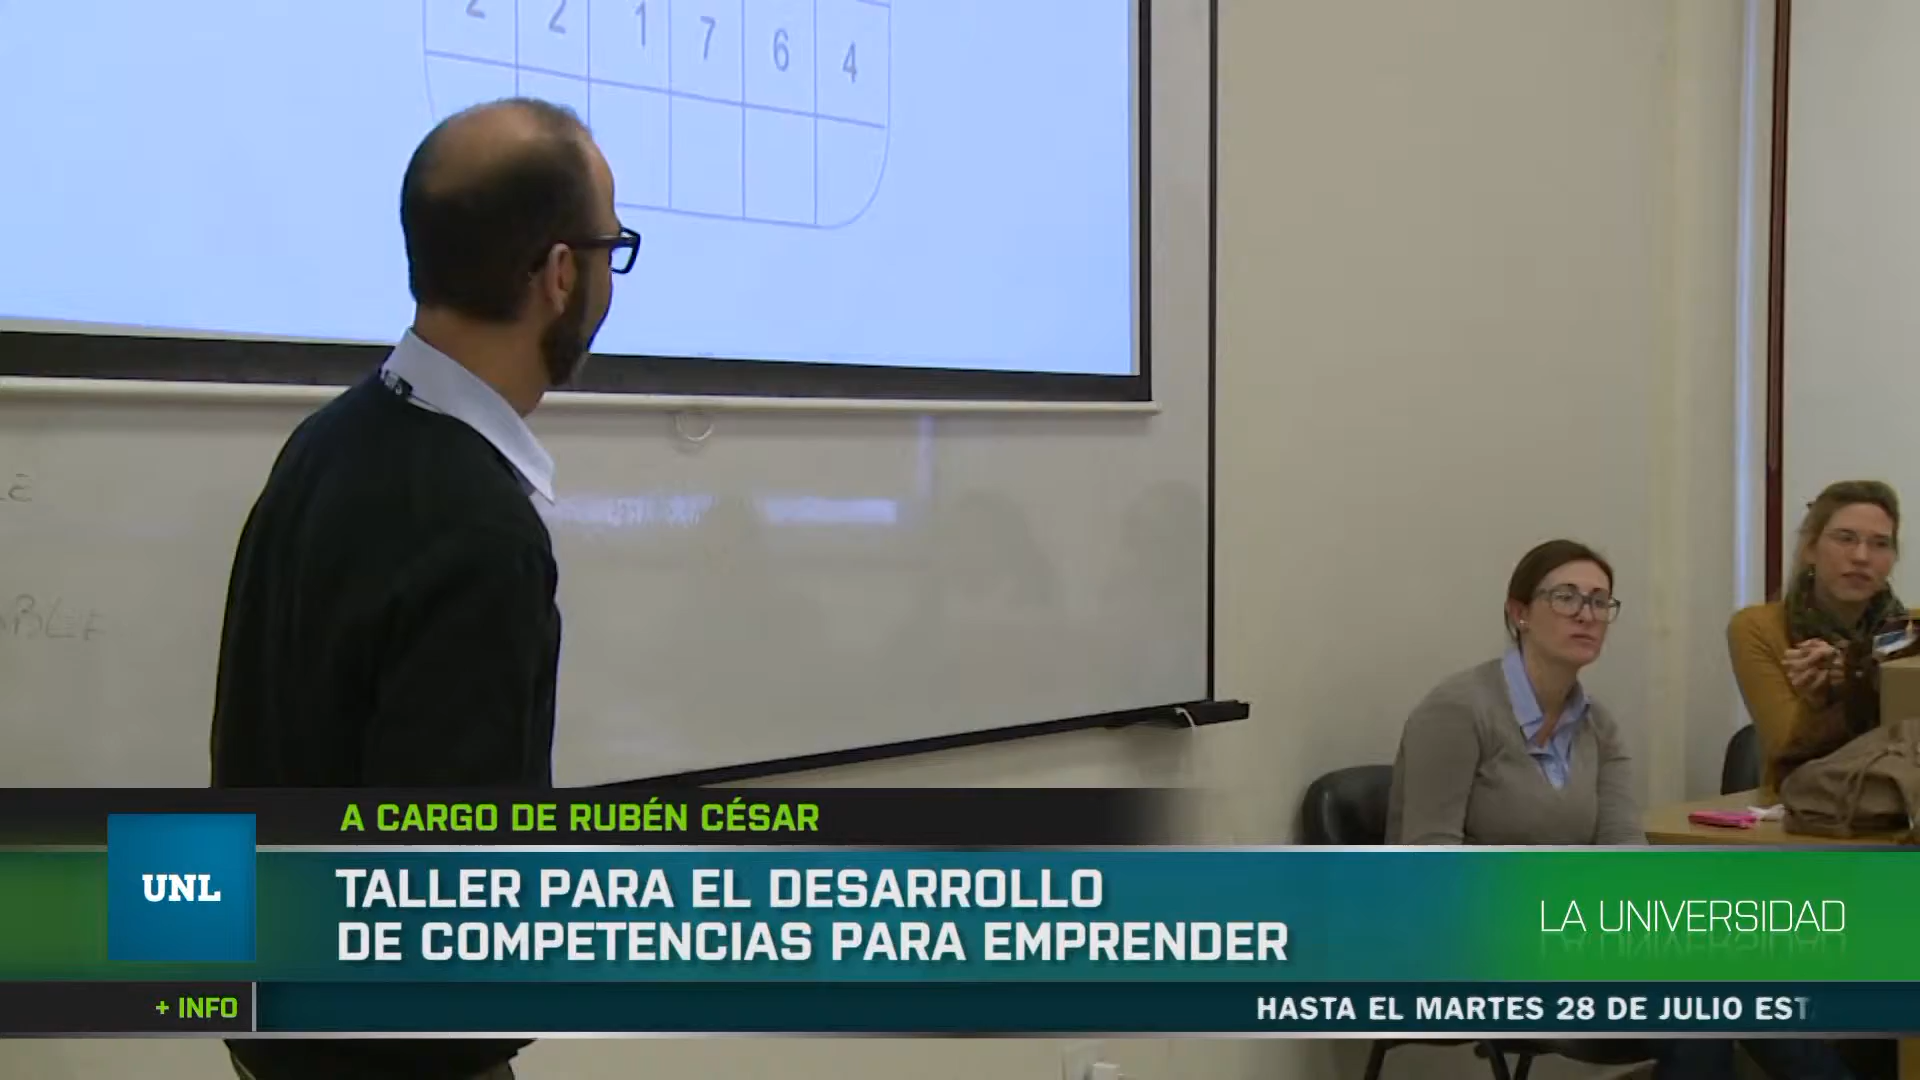 2 2 1 7 6 4
A CARGO DE RUBÉN CÉSAR
UNL
TALLER PARA EL DESARROLLO
DE COMPETENCIAS PARA EMPRENDER
LA UNIVERSIDAD
+ INFO
HASTA EL MARTES 28 DE JULIO EST